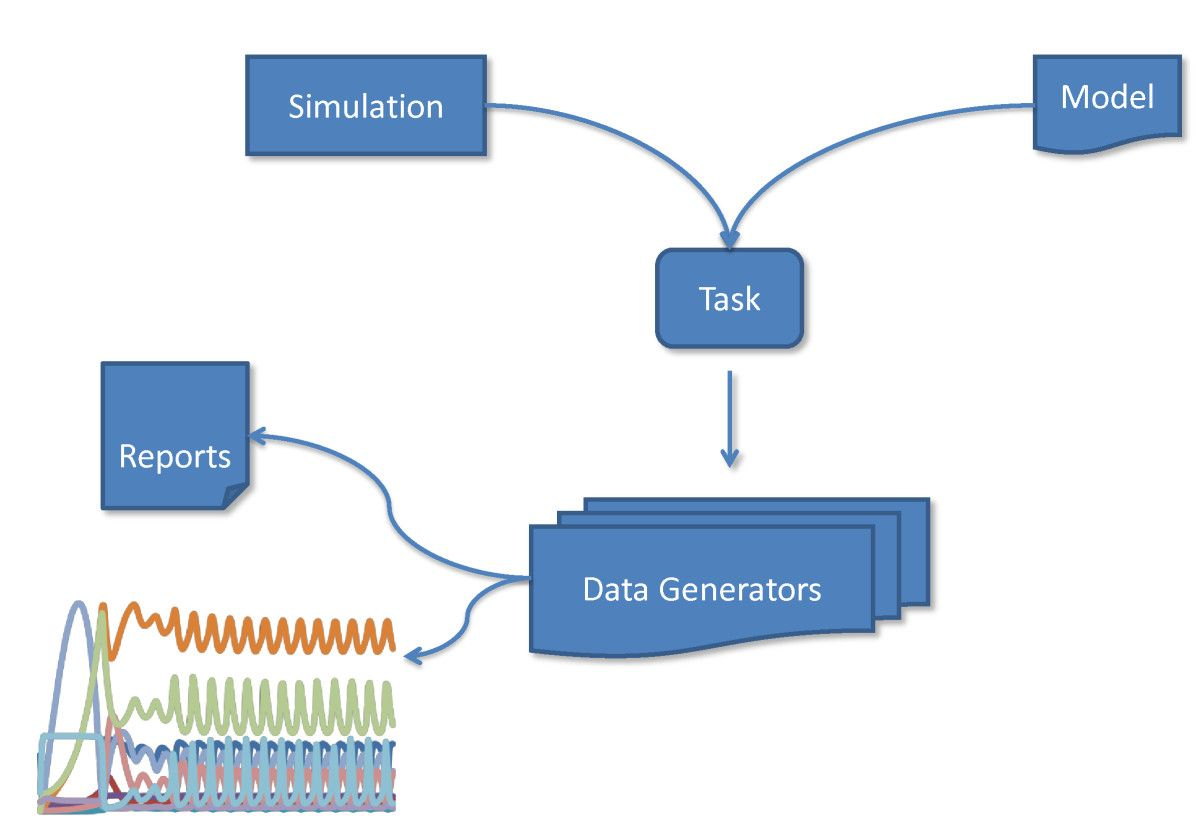 Simulation
Model
Task
Reports
Data Generators